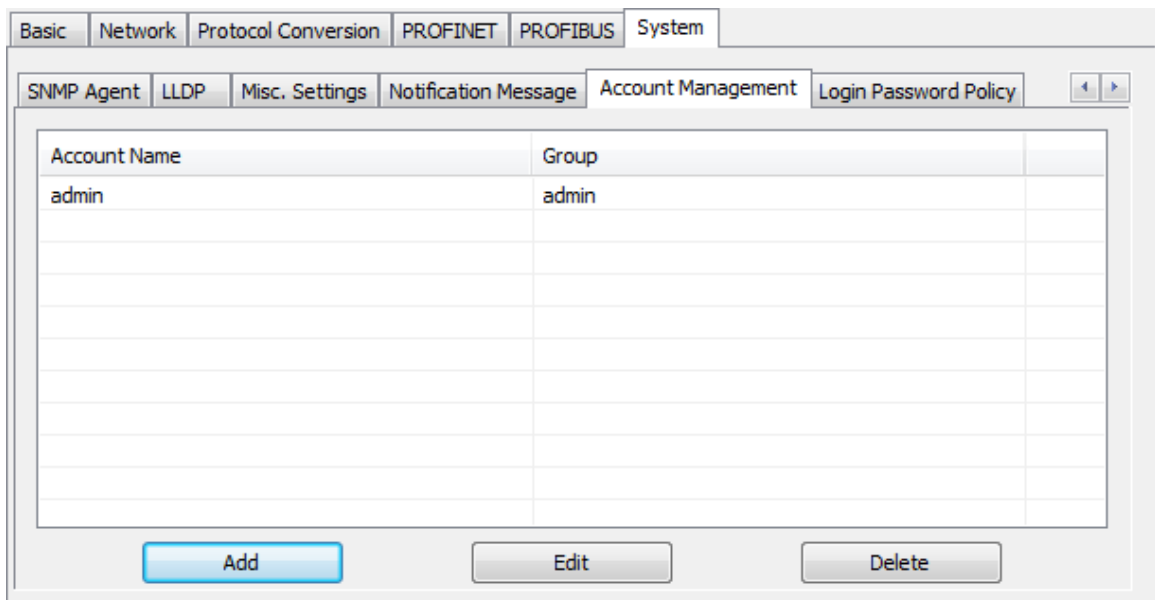 Basic Network Protocol Conversion PROFINET PROFIBUS System
SNMP Agent LLDP Misc. Settings Notification Message Account Management Login Password Policy
Account Name Group
admin admin
Add Edit Delete